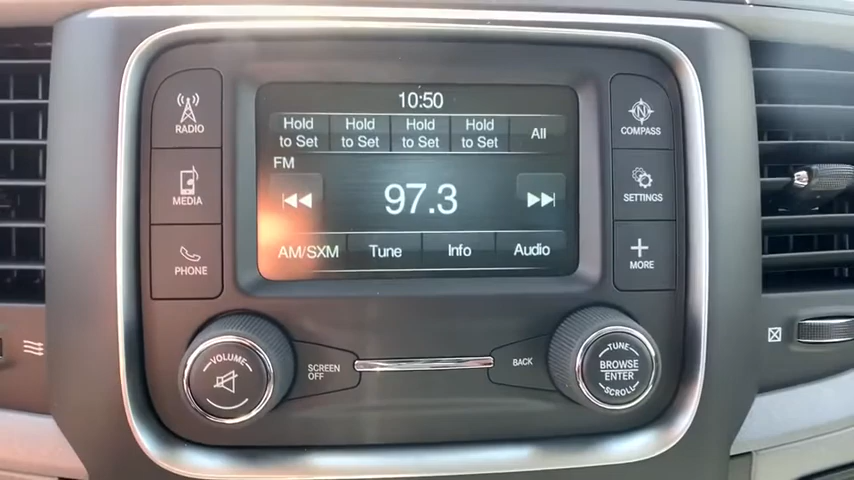 10:50
Hold to Set
Hold to Set
Hold to Set
Hold to Set
All
FM
97.3
AM/SXM
Tune
Info
Audio
RADIO
MEDIA
PHONE
N
COMPASS
SETTINGS
MORE
VOLUME
SCREEN
OFF
BACK
TUNE
BROWSE
ENTER
SCROLL